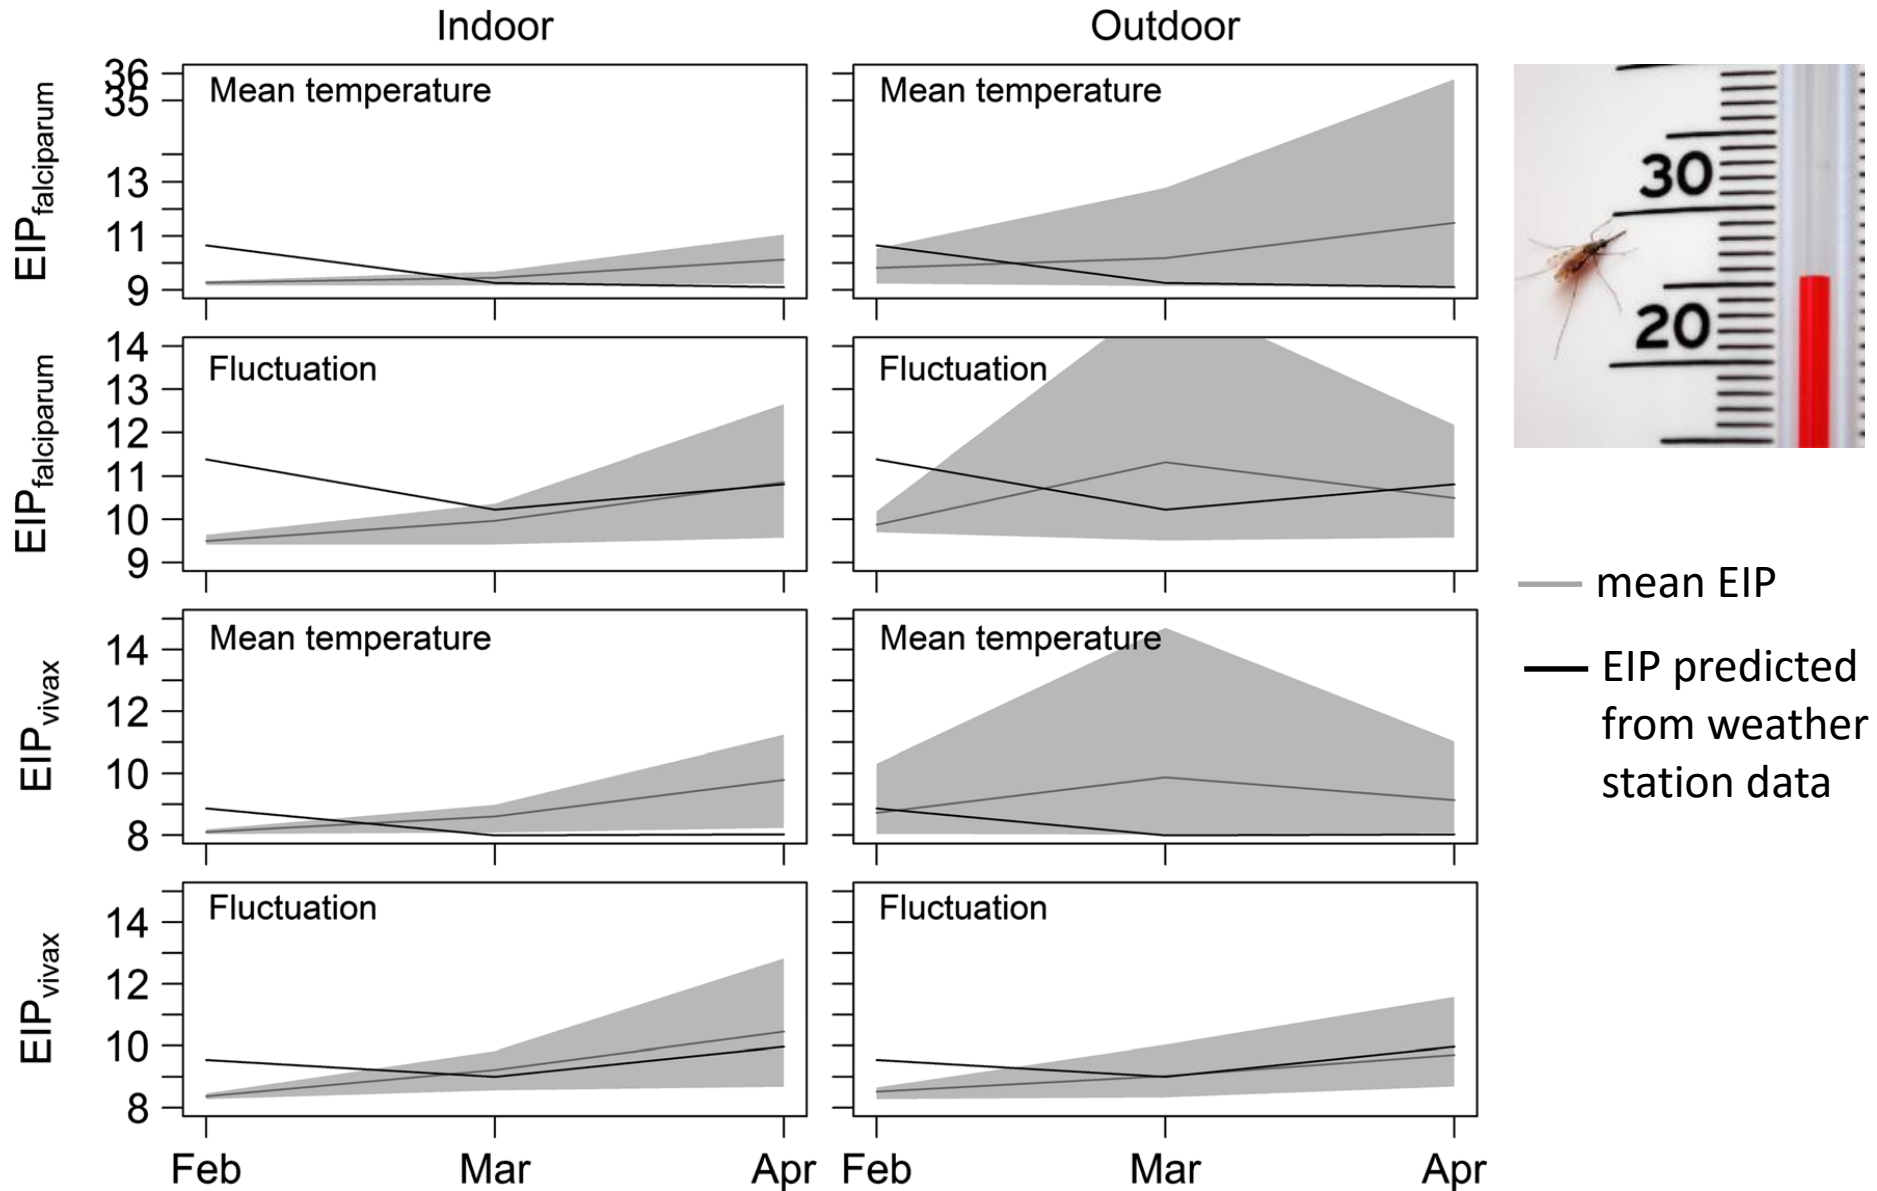 Indoor
Outdoor
EIPfalciparum
36
35
13
11
9
Mean temperature
Mean temperature
30
20
EIPfalciparum
14
13
12
11
10
9
Fluctuation
Fluctuation
mean EIP
EIP predicted
from weather
station data
EIPvivax
14
12
10
8
Mean temperature
Mean temperature
EIPvivax
14
12
10
8
Fluctuation
Fluctuation
Feb Mar Apr Feb Mar Apr